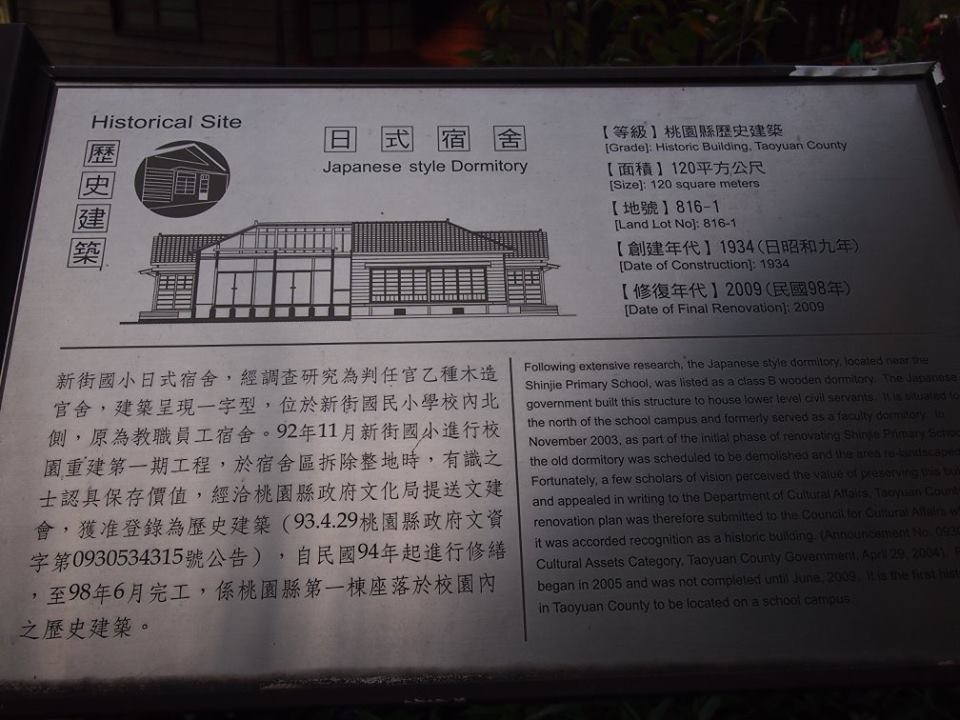 Historical Site
歷史建築
日式宿舍
Japanese style Dormitory
【等級】桃園縣歷史建築
[Grade]: Historic Building, Taoyuan County
【面積】120平方公尺
[Size]: 120 square meters
【地號】816-1
[Land Lot No]: 816-1
【創建年代】1934(日昭和九年)
[Date of Construction]: 1934
【修復年代】2009(民國98年)
[Date of Final Renovation]: 2009
新街國小日式宿舍，經調查研究為判任官乙種木造
官舍，建築呈現一字型，位於新街國民小學校內北
側，原為教職員工宿舍。92年11月新街國小進行校
園重建第一期工程，於宿舍區拆除整地時，有識之
士認具保存價值，經洽桃園縣政府文化局提送文建
會，獲准登錄為歷史建築（93.4.29桃園縣政府文資
字第0930534315號公告），自民國94年起進行修繕
，至98年6月完工，係桃園縣第一棟座落於校園內
之歷史建築。
Following extensive research, the Japanese style dormitory, located near the
Shinjie Primary School, was listed as a class B wooden dormitory. The Japanese
government built this structure to house lower level civil servants. It is situated to
the north of the school campus and formerly served as a faculty dormitory. In
November 2003, as part of the initial phase of renovating Shinjie Primary School
the old dormitory was scheduled to be demolished and the area re-landscaped.
Fortunately, a few scholars of vision perceived the value of preserving this
and appealed in writing to the Department of Cultural Affairs, Taoyuan County
renovation plan was therefore submitted to the Council for Cultural Affairs
it was accorded recognition as a historic building. (Announcement No.
Cultural Assets Category, Taoyuan County Government, April 29, 2004).
began in 2005 and was not completed until June, 2009. It is the first
in Taoyuan County to be located on a school campus.